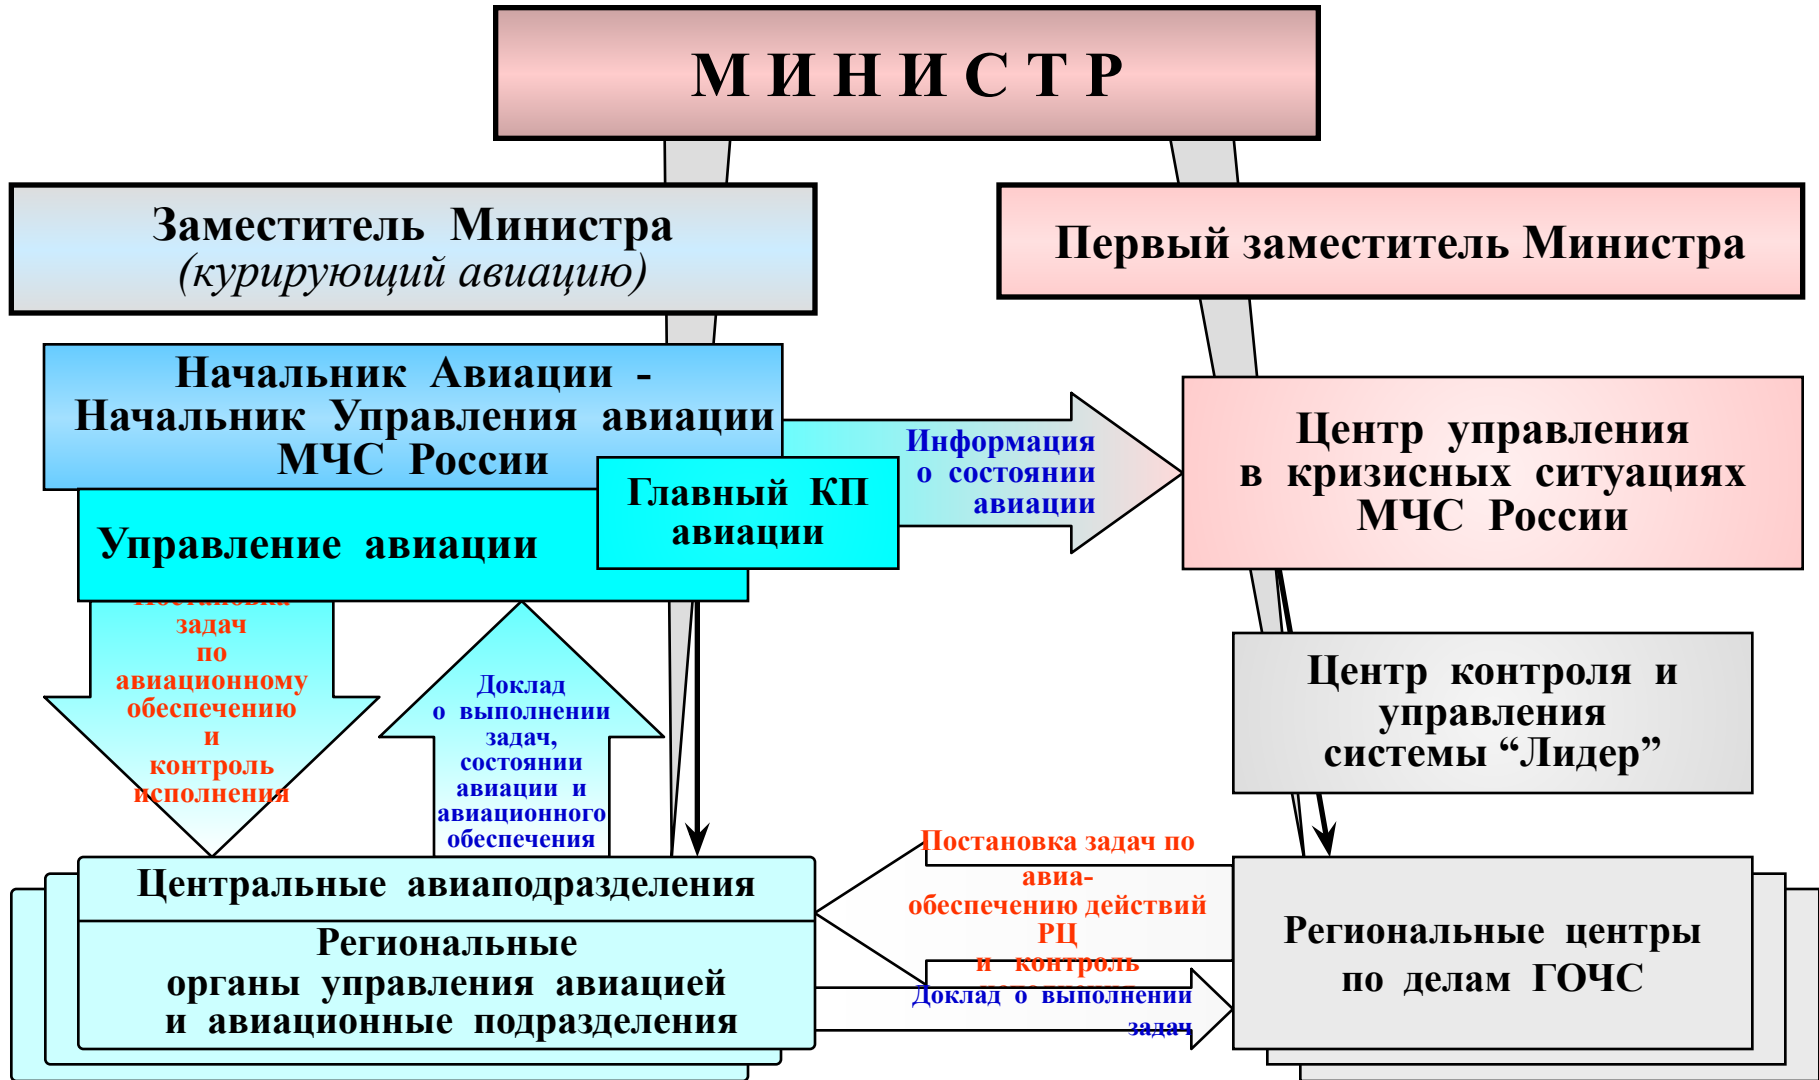 М И Н И С Т Р
Заместитель Министра
(курирующий авиацию)
Первый заместитель Министра
Начальник Авиации -
Начальник Управления авиации
МЧС России
Информация
о состоянии
авиации
Центр управления
в кризисных ситуациях
МЧС России
Главный КП
авиации
Управление авиации
Постановка
задач
по
авиационному
обеспечению
и
контроль
исполнения
Доклад
о выполнении
задач,
состоянии
авиации и
авиационного
обеспечения
Центр контроля и
управления
системы “Лидер”
Центральные авиаподразделения
Региональные
органы управления авиацией
и авиационные подразделения
Постановка задач по
авиа-
обеспечению действий
РЦ
и контроль
Доклад о выполнении
задач
Региональные центры
по делам ГОЧС